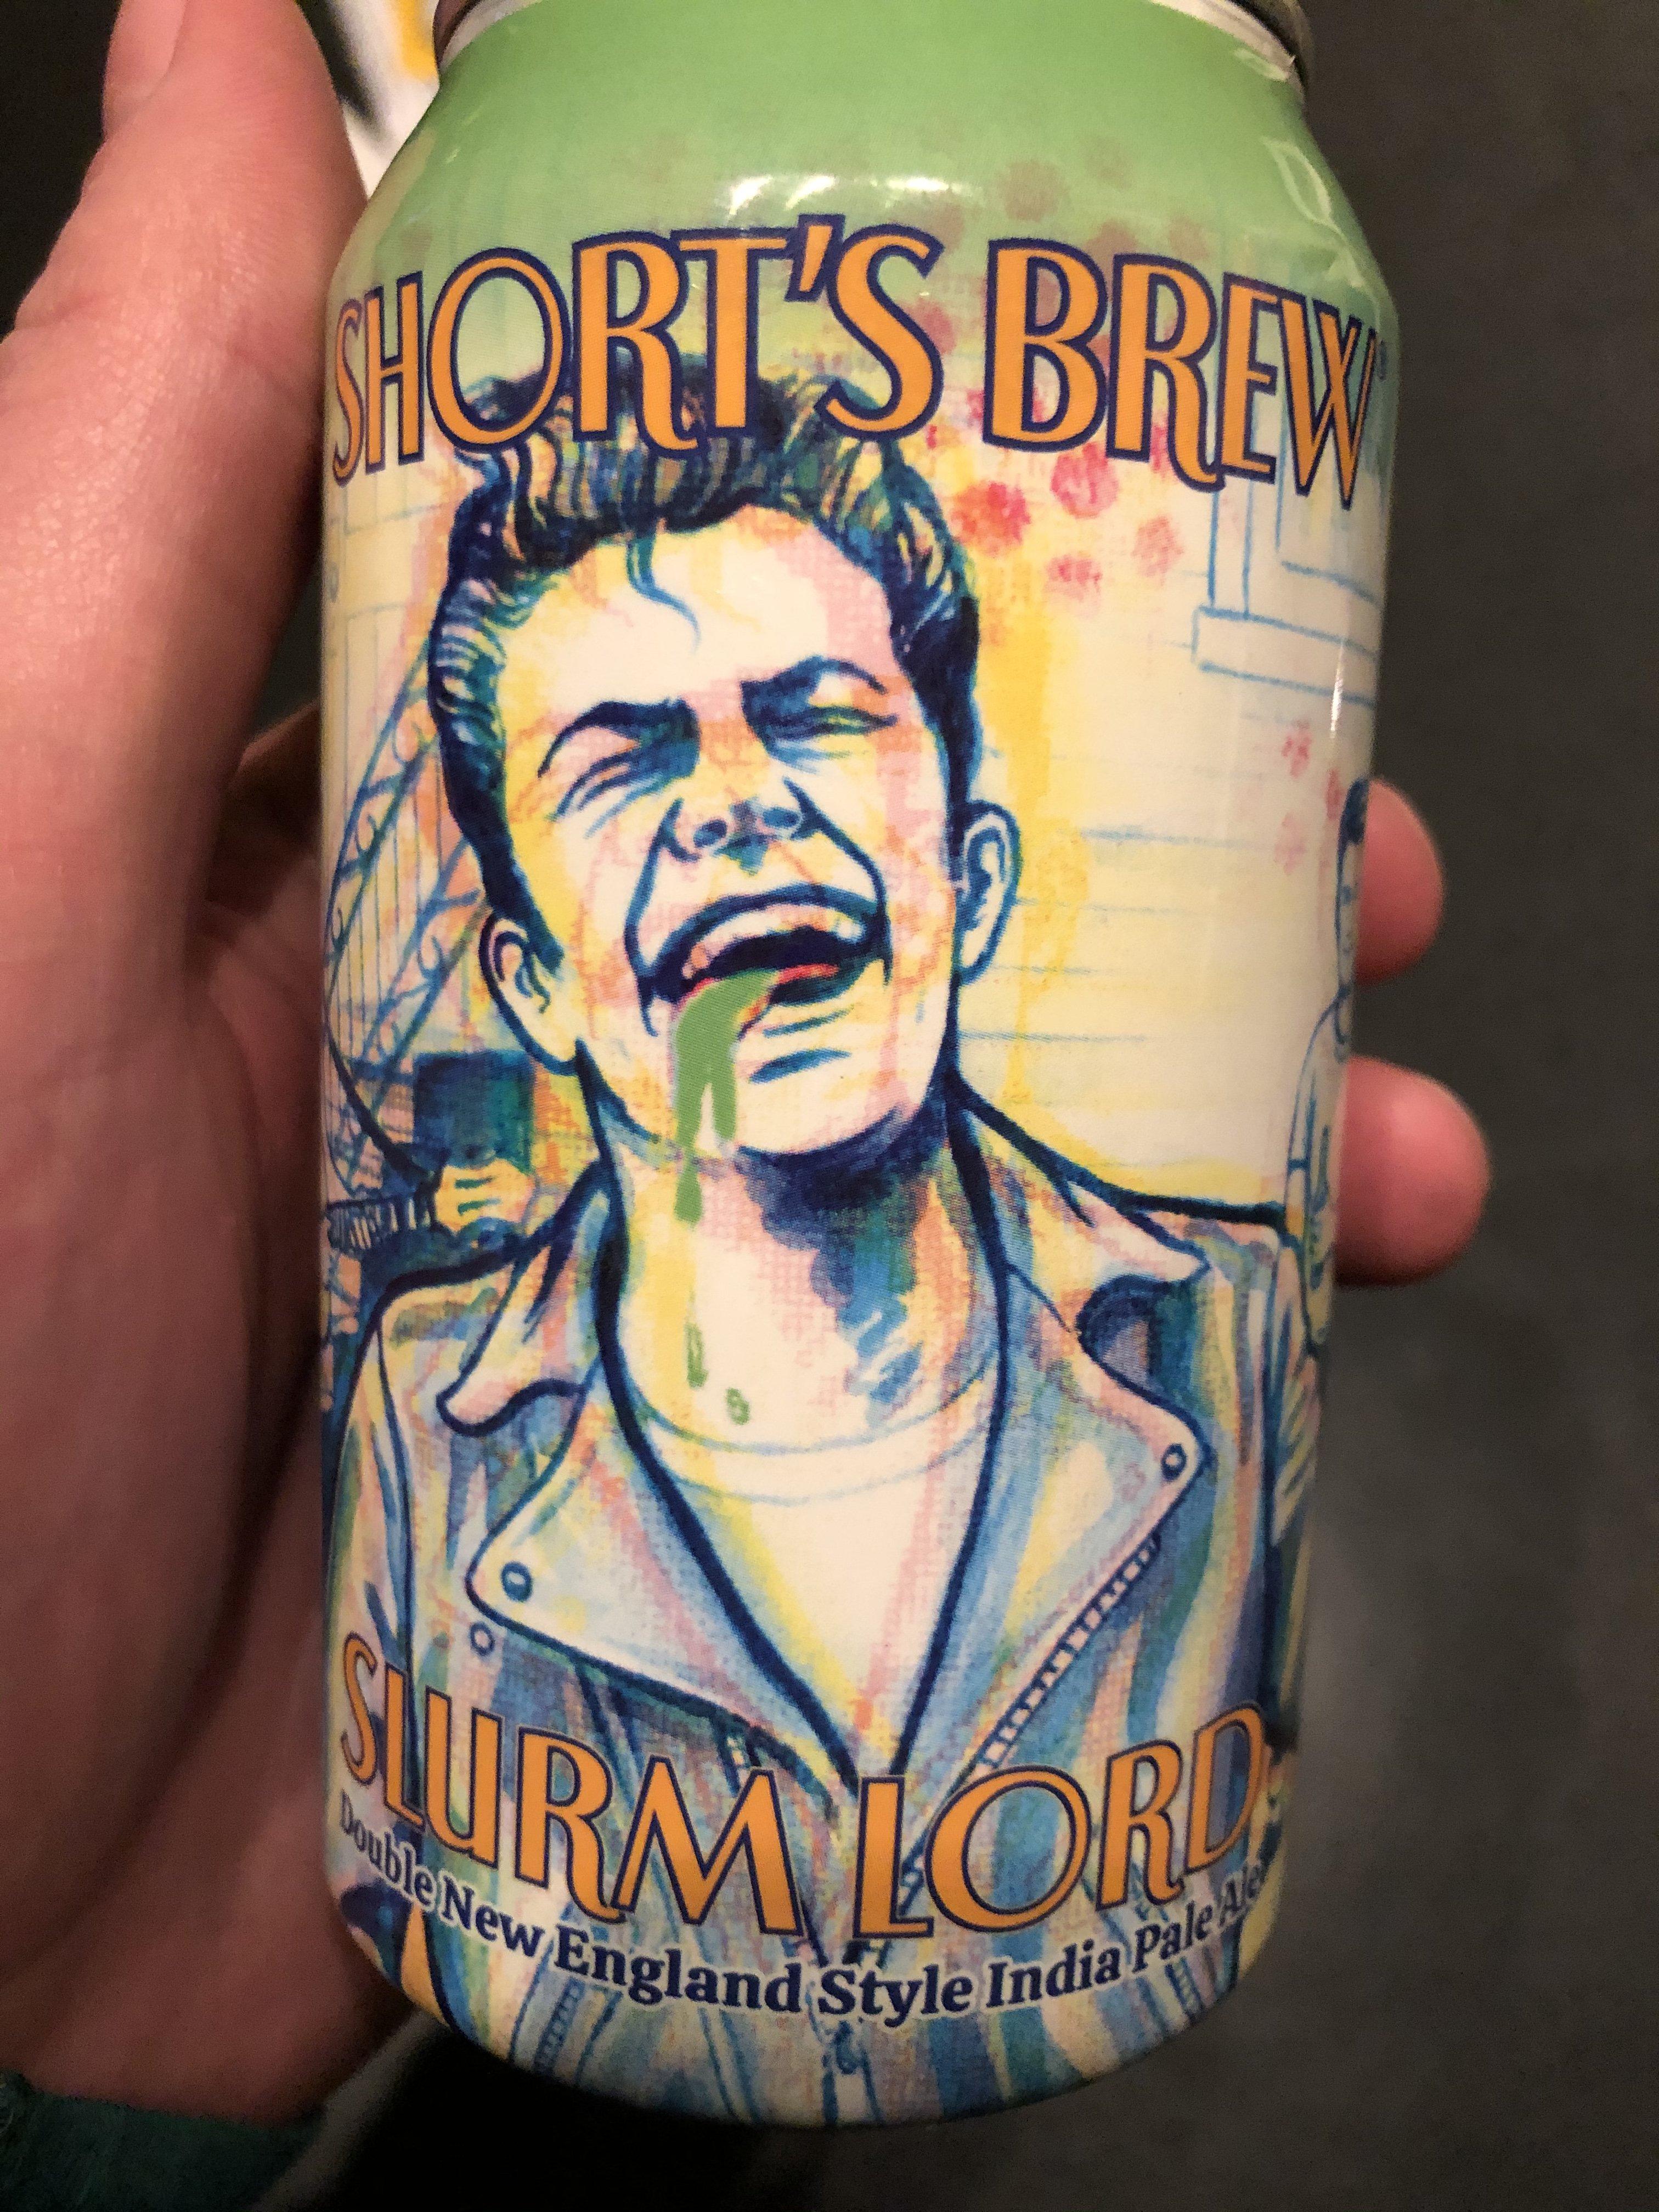 SHORT'S BREW®
SLURM LORD
Double New England Style India Pale Ale